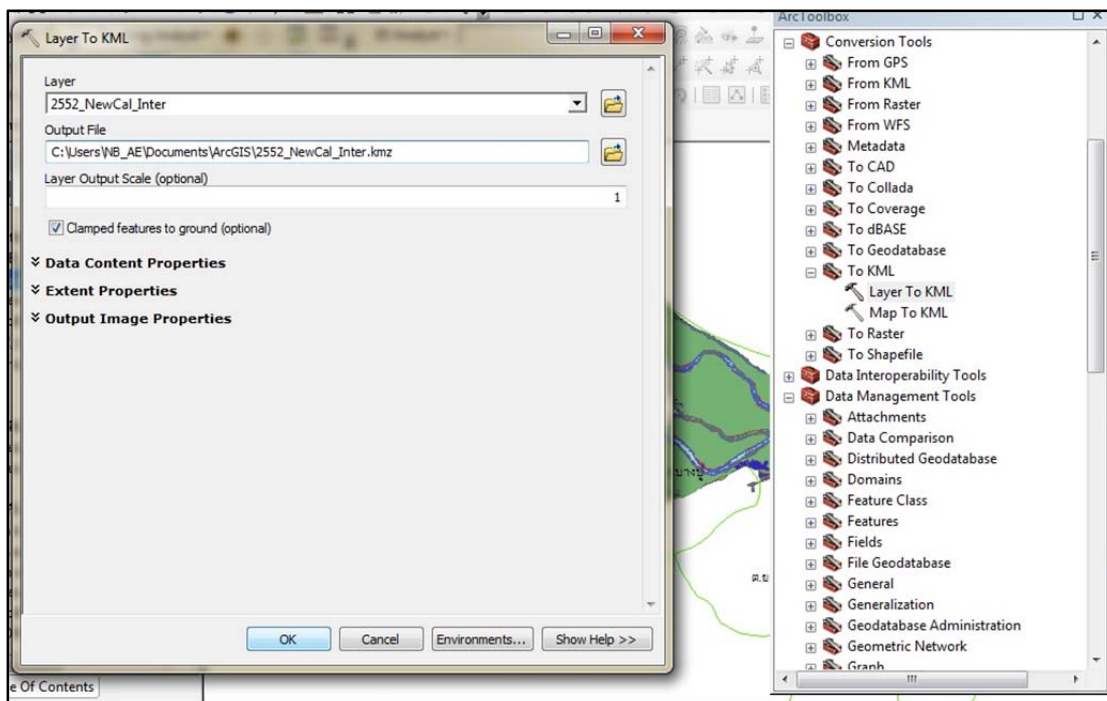 Layer To KML
Layer
2552_NewCal_Inter
Output File
C:\Users\NB_AE\Documents\ArcGIS\2552_NewCal_Inter.kmz
Layer Output Scale (optional)
1
Clamped features to ground (optional)
Data Content Properties
Extent Properties
Output Image Properties
OK
Cancel
Environments...
Show Help >>
e Of Contents
บางปู
ArcToolbox
Conversion Tools
From GPS
From KML
From Raster
From WFS
Metadata
To CAD
To Collada
To Coverage
To dBASE
To Geodatabase
To KML
Layer To KML
Map To KML
To Raster
To Shapefile
Data Interoperability Tools
Data Management Tools
Attachments
Data Comparison
Distributed Geodatabase
Domains
Feature Class
Features
Fields
File Geodatabase
General
Generalization
Geodatabase Administration
Geometric Network
Graph